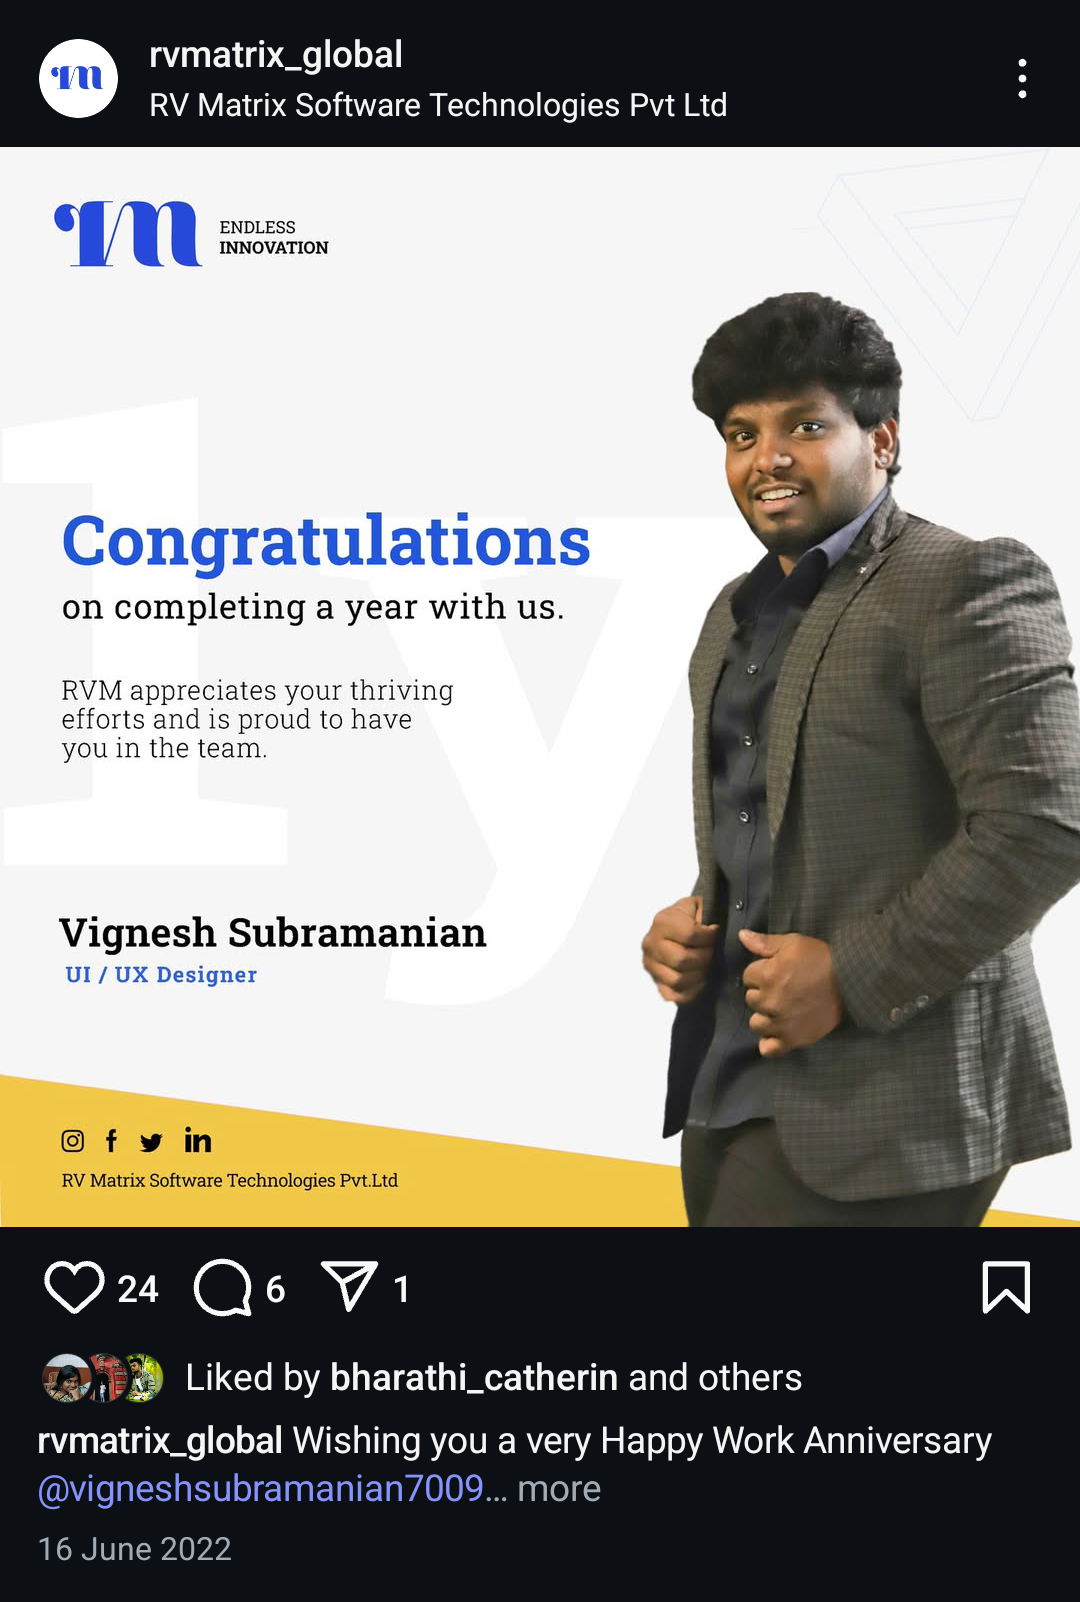 rvmatrix_global
RV Matrix Software Technologies Pvt Ltd
ENDLESS
INNOVATION
1y
Congratulations
on completing a year with us.
RVM appreciates your thriving
efforts and is proud to have
you in the team.
Vignesh Subramanian
UI / UX Designer
RV Matrix Software Technologies Pvt.Ltd
24 6 1
Liked by bharathi_catherin and others
rvmatrix_global Wishing you a very Happy Work Anniversary
@vigneshsubramanian7009... more
16 June 2022